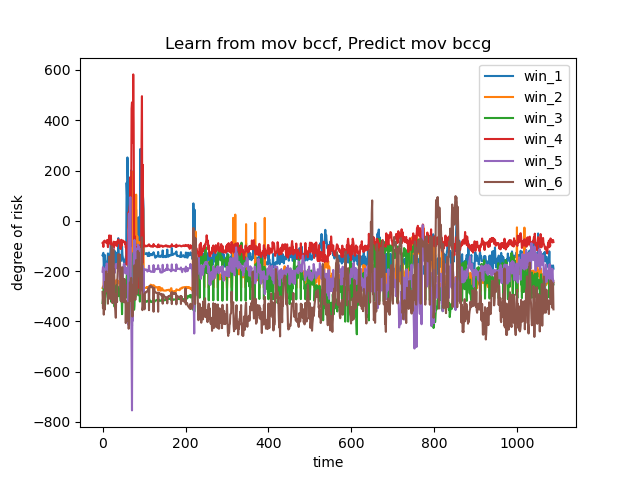 Learn from mov bccf, Predict mov bccg
win_1
win_2
win_3
win_4
win_5
win_6
600
400
200
0
−200
−400
−600
−800
degree of risk
0 200 400 600 800 1000
time